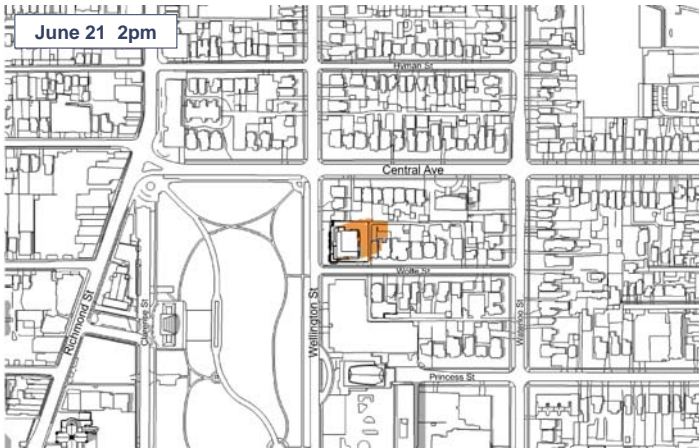 June 21 2pm
Hyman St
Central Ave
Wolfe St
Richmond St
Clarence St
Wellington St
Waterloo St
Princess St